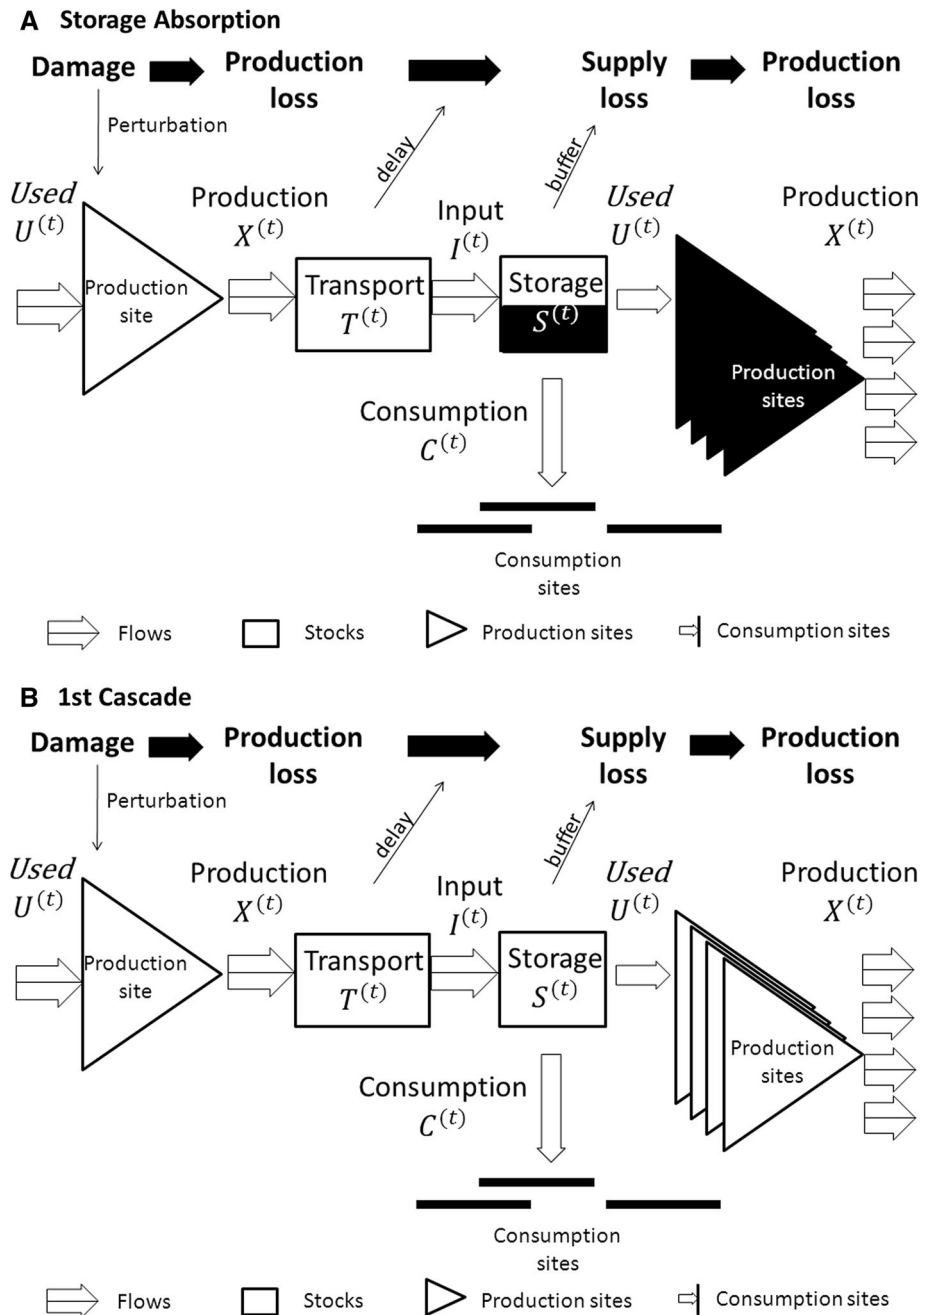 A Storage Absorption
Damage
Production
loss
Supply
loss
Production
loss
Perturbation
delay
buffer
Used
U^(t)
Production
X^(t)
Input
I^(t)
Used
U^(t)
Production
X^(t)
Production
site
Transport
T^(t)
Storage
S^(t)
Production
sites
Consumption
C^(t)
Consumption
sites
Flows
Stocks
Production sites
Consumption sites
B 1st Cascade
Damage
Production
loss
Supply
loss
Production
loss
Perturbation
delay
buffer
Used
U^(t)
Production
X^(t)
Input
I^(t)
Used
U^(t)
Production
X^(t)
Production
site
Transport
T^(t)
Storage
S^(t)
Production
sites
Consumption
C^(t)
Consumption
sites
Flows
Stocks
Production sites
Consumption sites